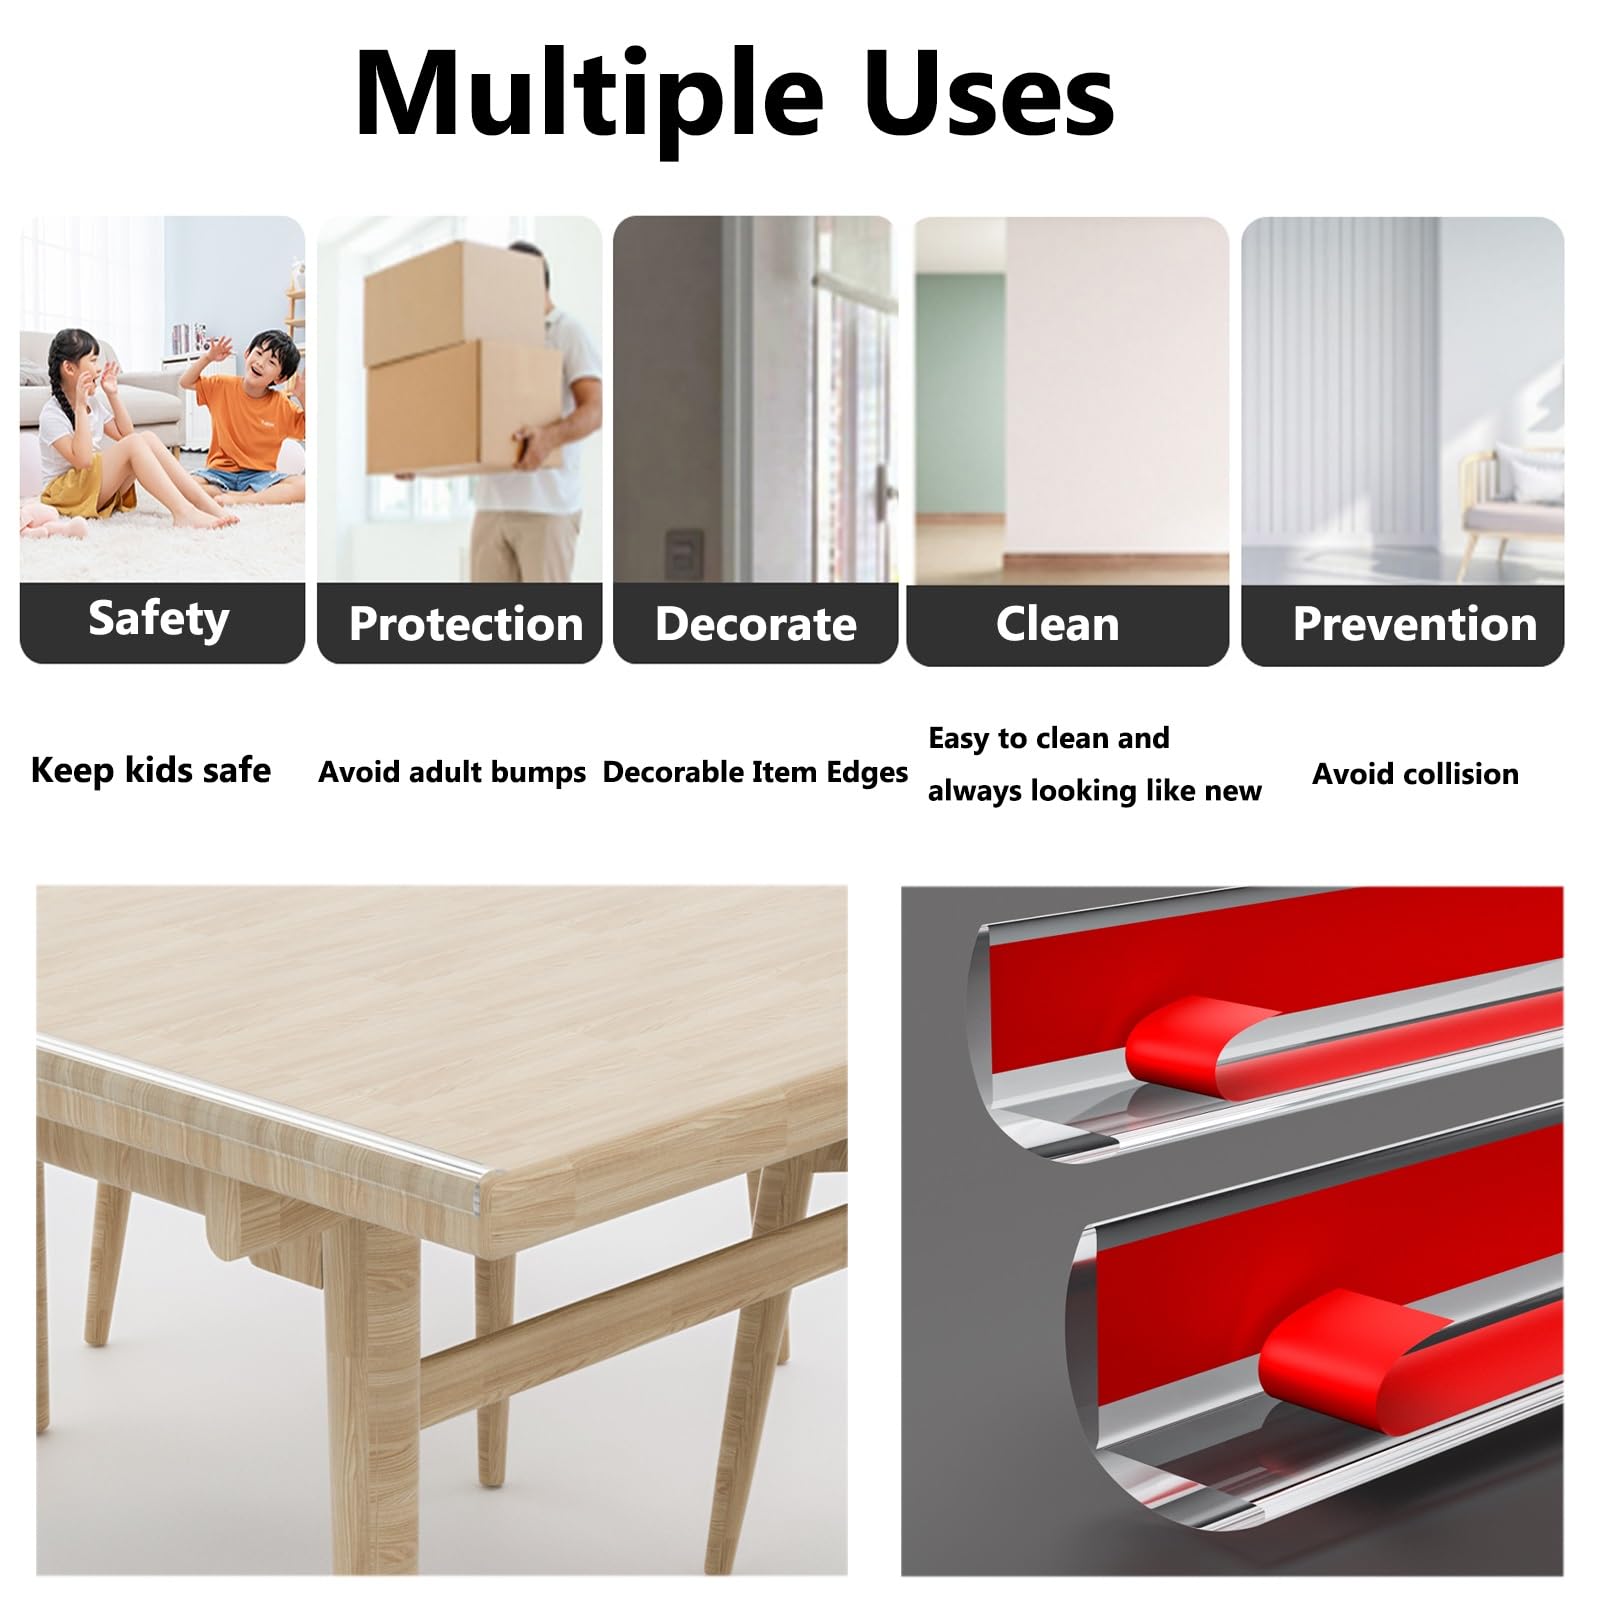 Multiple Uses
Safety
Protection
Decorate
Clean
Prevention
Keep kids safe
Avoid adult bumps
Decorable Item Edges
Easy to clean and
always looking like new
Avoid collision